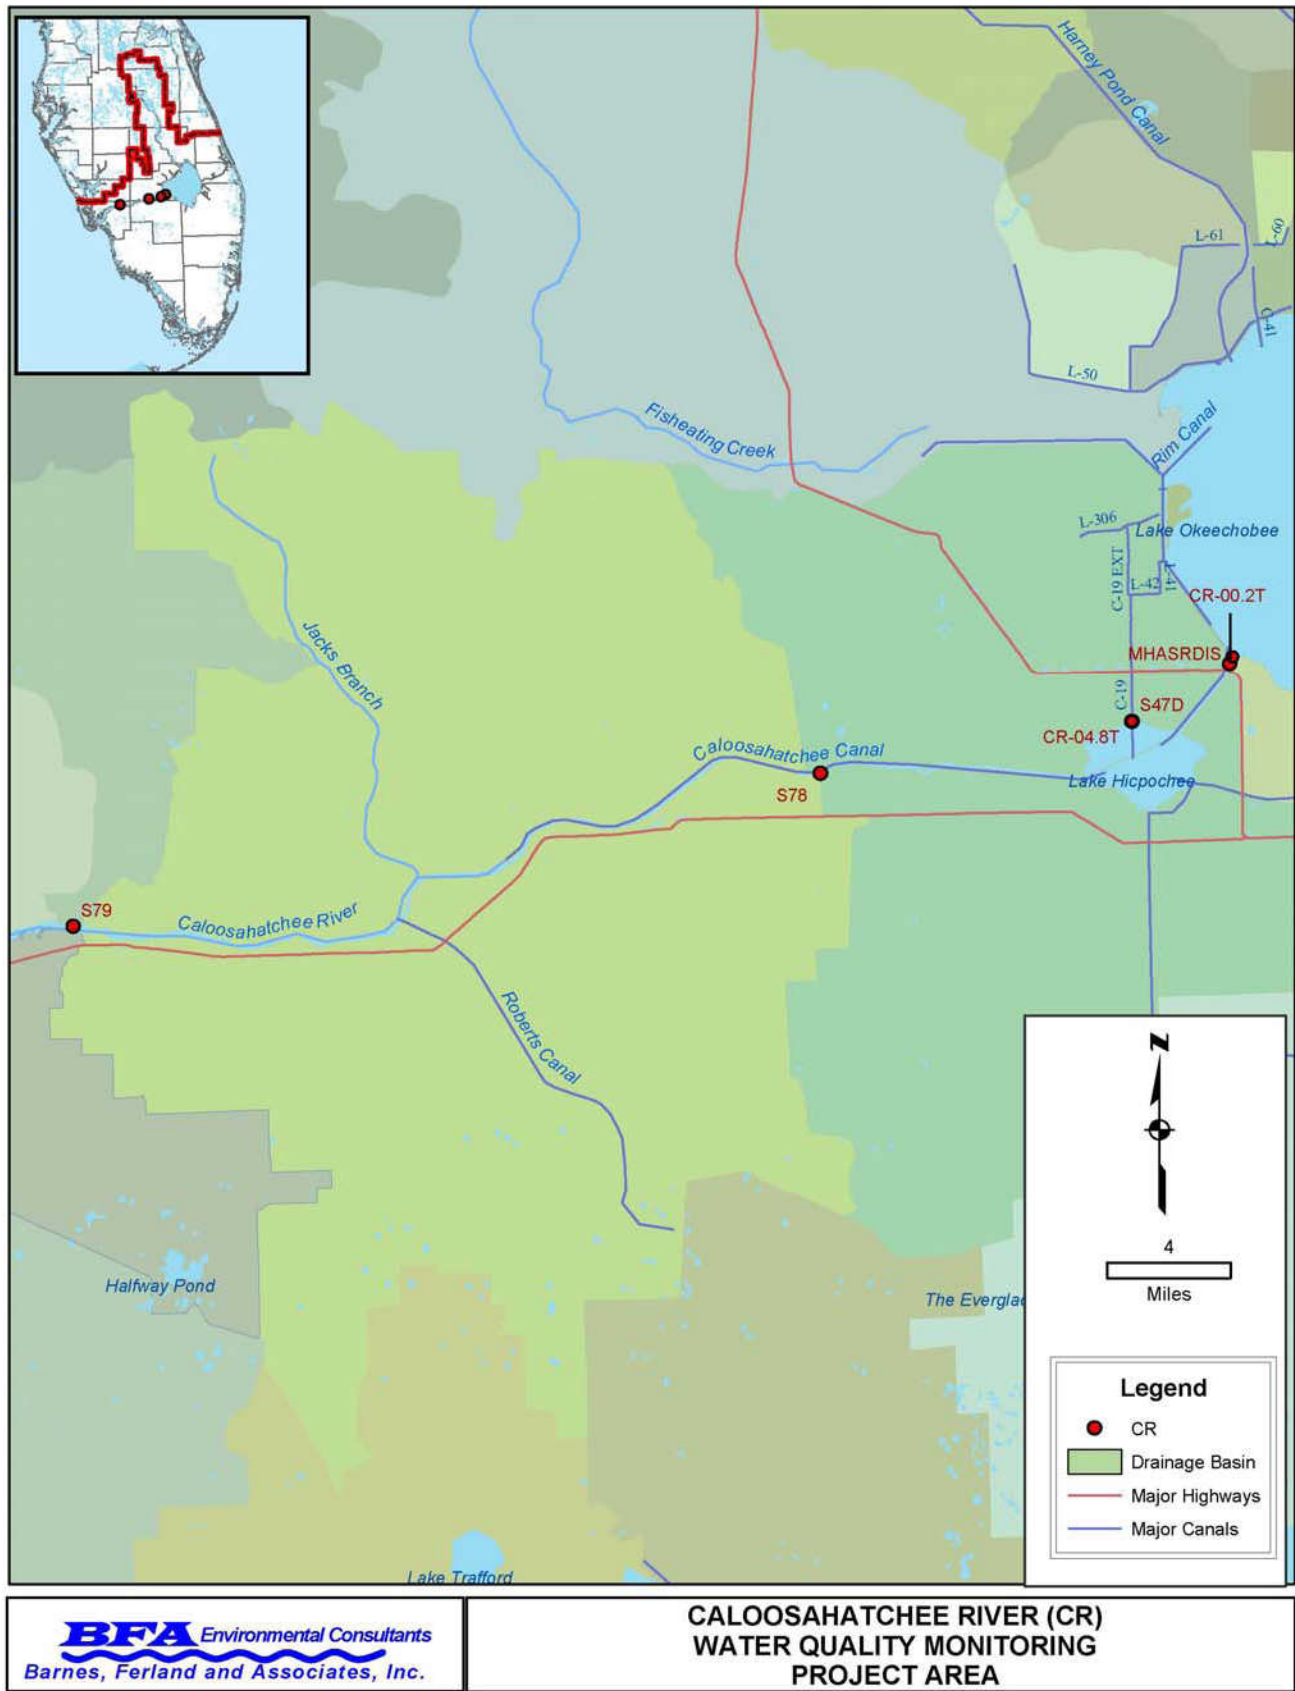 Harney Pond Canal
L-61
L-60
C-41
L-50
Fisheating Creek
Rim Canal
L-306
Lake Okeechobee
C-19 EXT
L-42
L-41
CR-00.2T
Jacks Branch
MHASRDIS
C-19
S47D
CR-04.8T
Caloosahatchee Canal
Lake Hicpochee
S78
S79
Caloosahatchee River
Roberts Canal
Halfway Pond
The Everglad
Lake Trafford
N
4
Miles
Legend
CR
Drainage Basin
Major Highways
Major Canals
BFA Environmental Consultants
Barnes, Ferland and Associates, Inc.
CALOOSAHATCHEE RIVER (CR)
WATER QUALITY MONITORING
PROJECT AREA